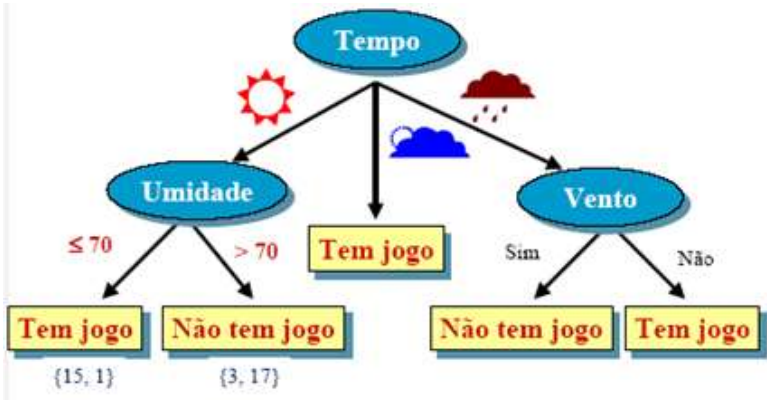 Tempo
Umidade
Vento
≤ 70
> 70
Tem jogo
Sim
Não
Tem jogo
Não tem jogo
Não tem jogo
Tem jogo
{15, 1}
{3, 17}